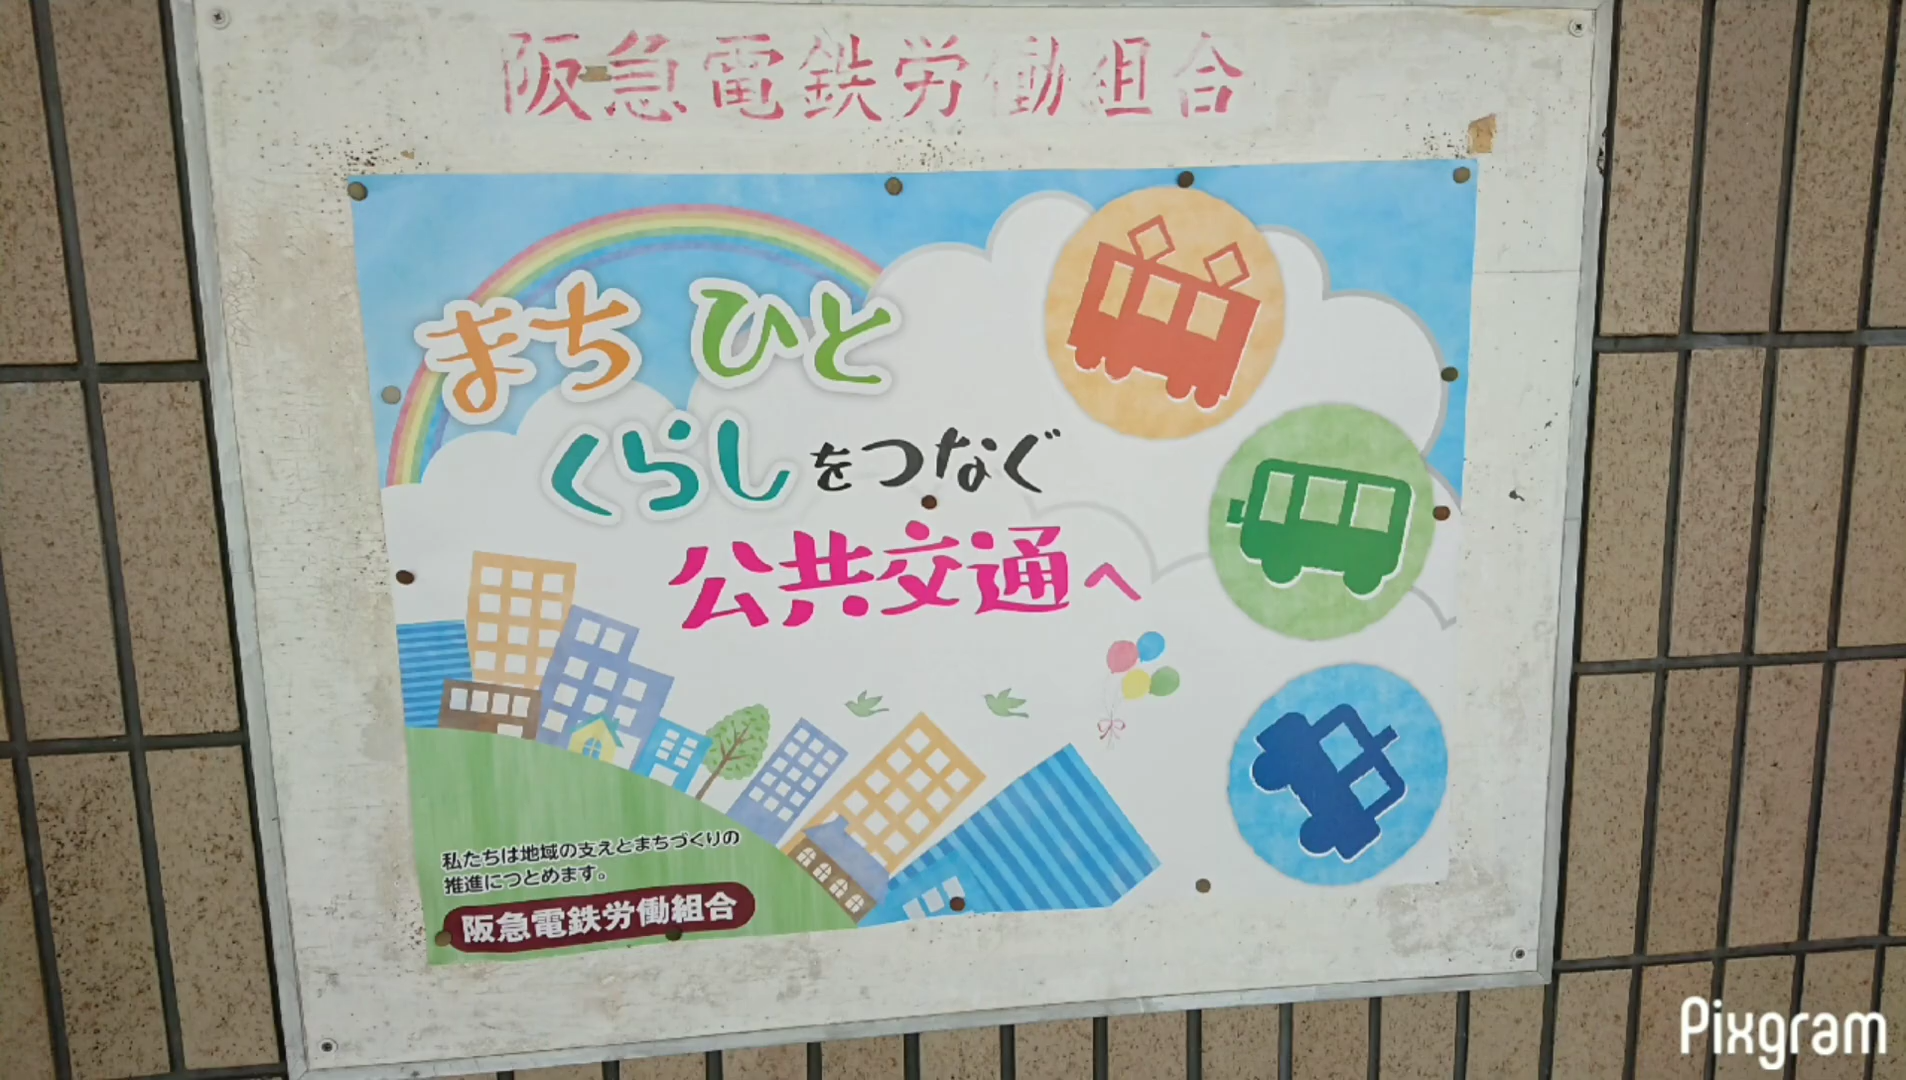 阪急電鉄労働組合
まち ひと
くらしをつなぐ
公共交通へ
私たちは地域の支えとまちづくりの
推進につとめます。
阪急電鉄労働組合
Pixgram